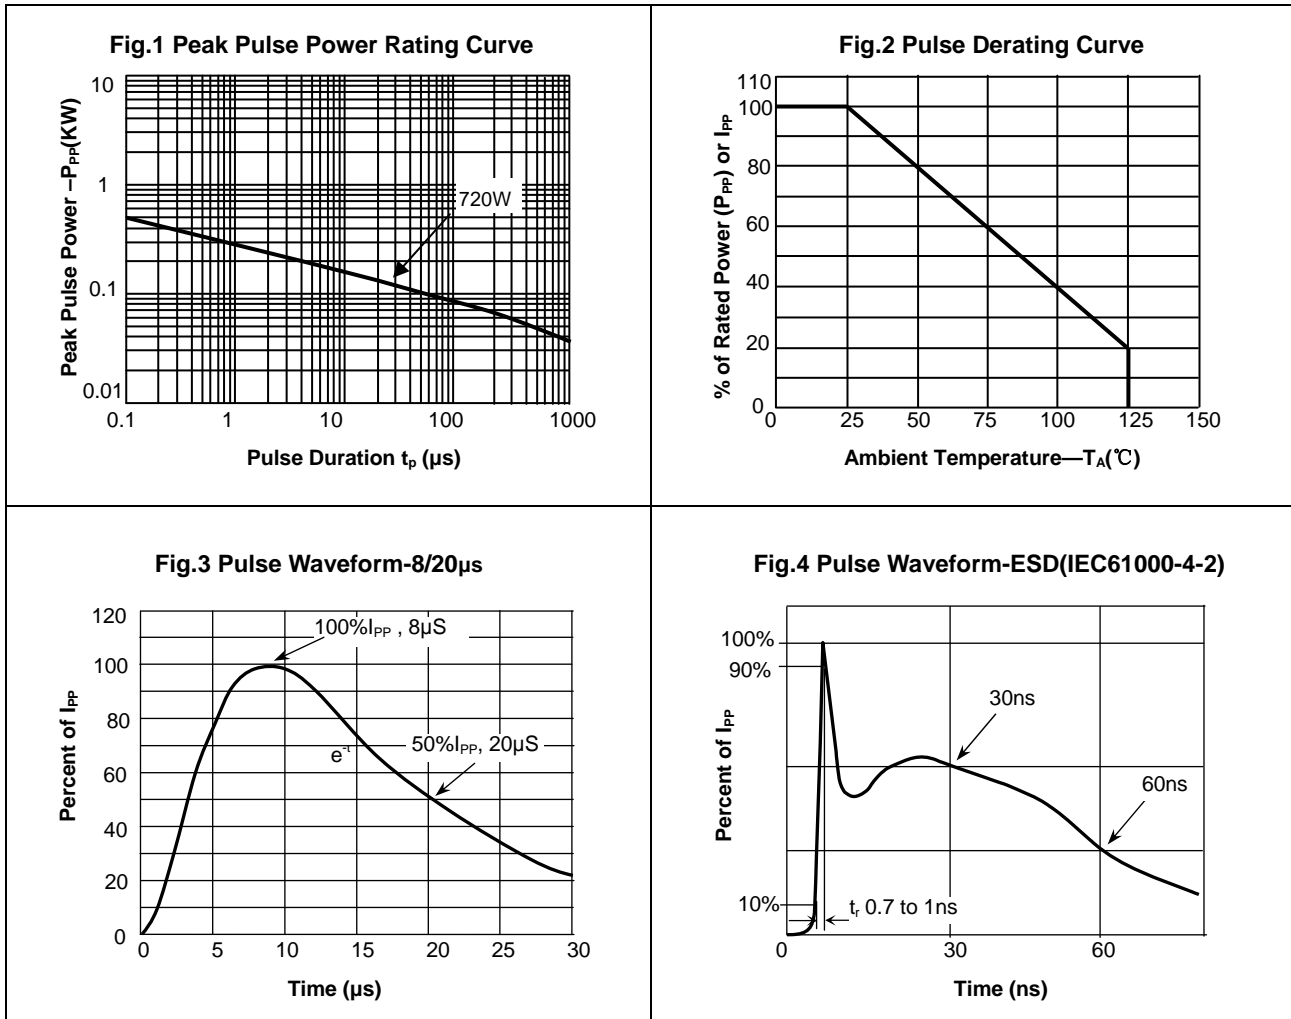 Fig.1 Peak Pulse Power Rating Curve
Peak Pulse Power –PPP(KW)
10
1
0.1
0.01
720W
0.1 1 10 100 1000
Pulse Duration tp (µs)
Fig.2 Pulse Derating Curve
% of Rated Power (PPP) or IPP
110
100
80
60
40
20
0
0 25 50 75 100 125 150
Ambient Temperature—TA(℃)
Fig.3 Pulse Waveform-8/20µs
Percent of IPP
120
100
80
60
40
20
0
100%IPP , 8µS
e-t
50%IPP, 20µS
0 5 10 15 20 25 30
Time (µs)
Fig.4 Pulse Waveform-ESD(IEC61000-4-2)
Percent of IPP
100%
90%
10%
30ns
60ns
tr 0.7 to 1ns
0 30 60
Time (ns)